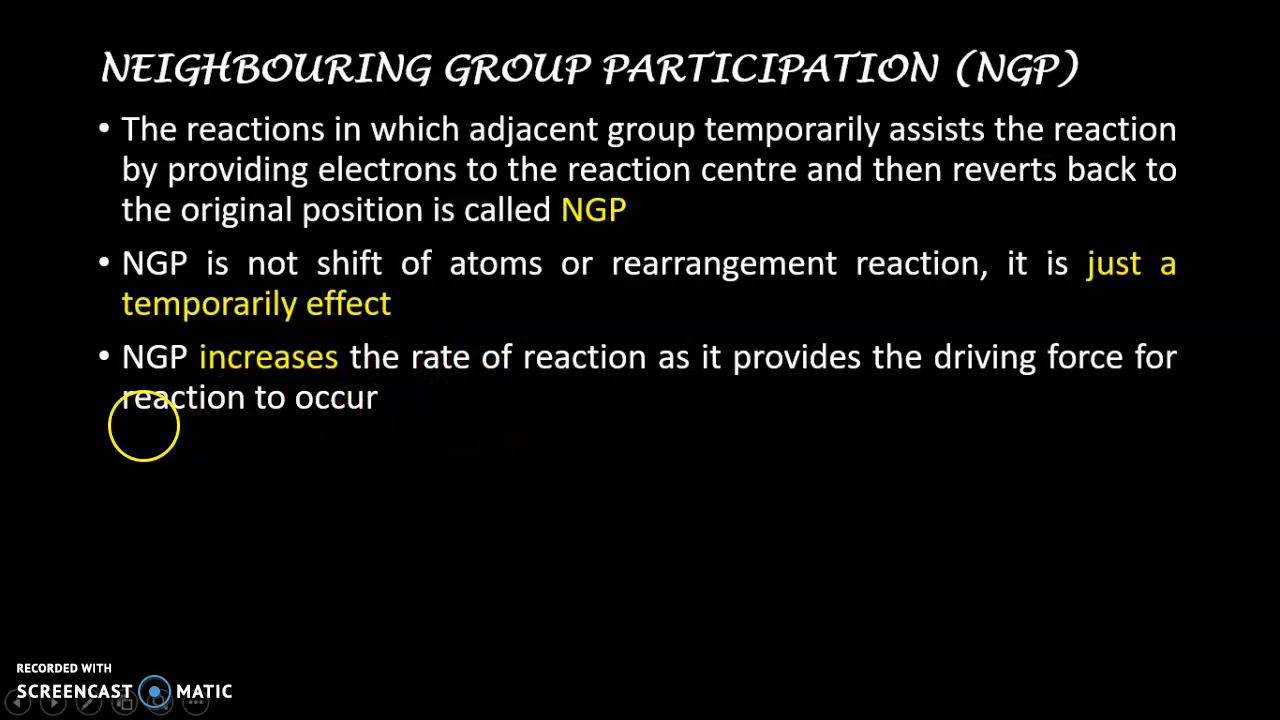 NEIGHBOURING GROUP PARTICIPATION (NGP)
• The reactions in which adjacent group temporarily assists the reaction
by providing electrons to the reaction centre and then reverts back to
the original position is called NGP
• NGP is not shift of atoms or rearrangement reaction, it is just a
temporarily effect
• NGP increases the rate of reaction as it provides the driving force for
reaction to occur
RECORDED WITH
SCREENCAST MATIC